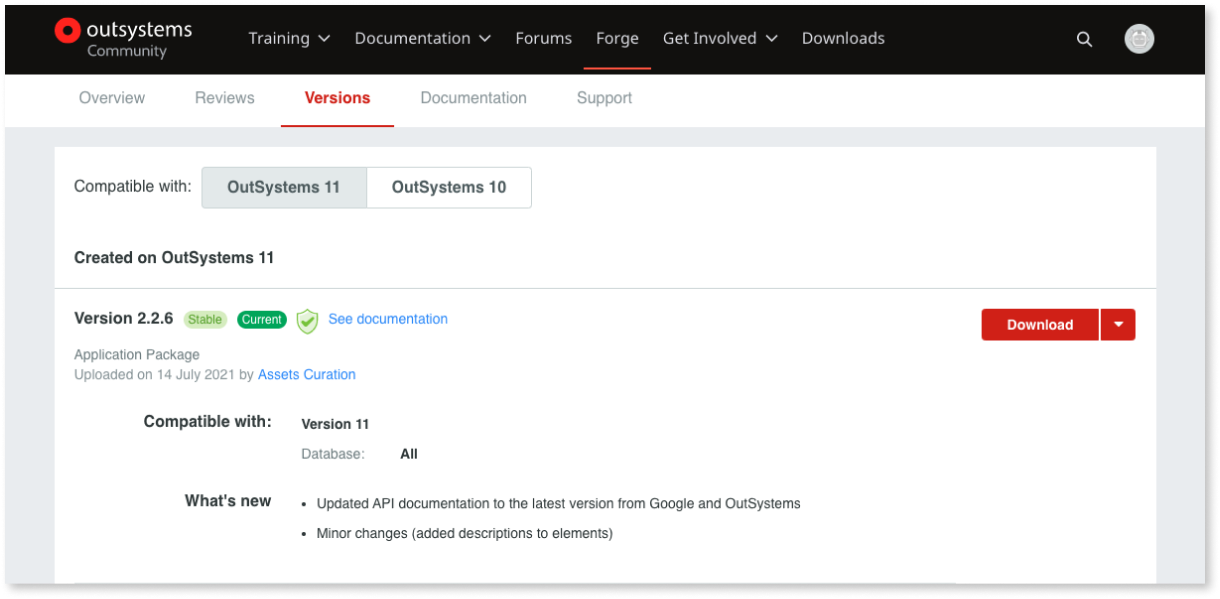 outsystems
Community
Training Documentation Forums Forge Get Involved Downloads
Overview Reviews Versions Documentation Support
Compatible with: OutSystems 11 OutSystems 10
Created on OutSystems 11
Version 2.2.6 Stable Current See documentation Download
Application Package
Uploaded on 14 July 2021 by Assets Curation
Compatible with: Version 11
Database: All
What's new • Updated API documentation to the latest version from Google and OutSystems
• Minor changes (added descriptions to elements)